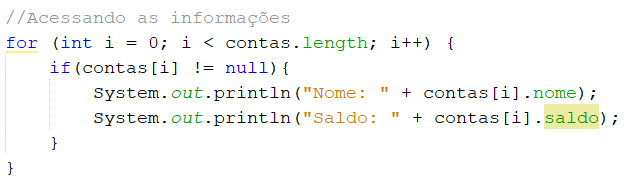 //Acessando as informações
for (int i = 0; i < contas.length; i++) {
    if(contas[i] != null){
        System.out.println("Nome: " + contas[i].nome);
        System.out.println("Saldo: " + contas[i].saldo);
    }
}